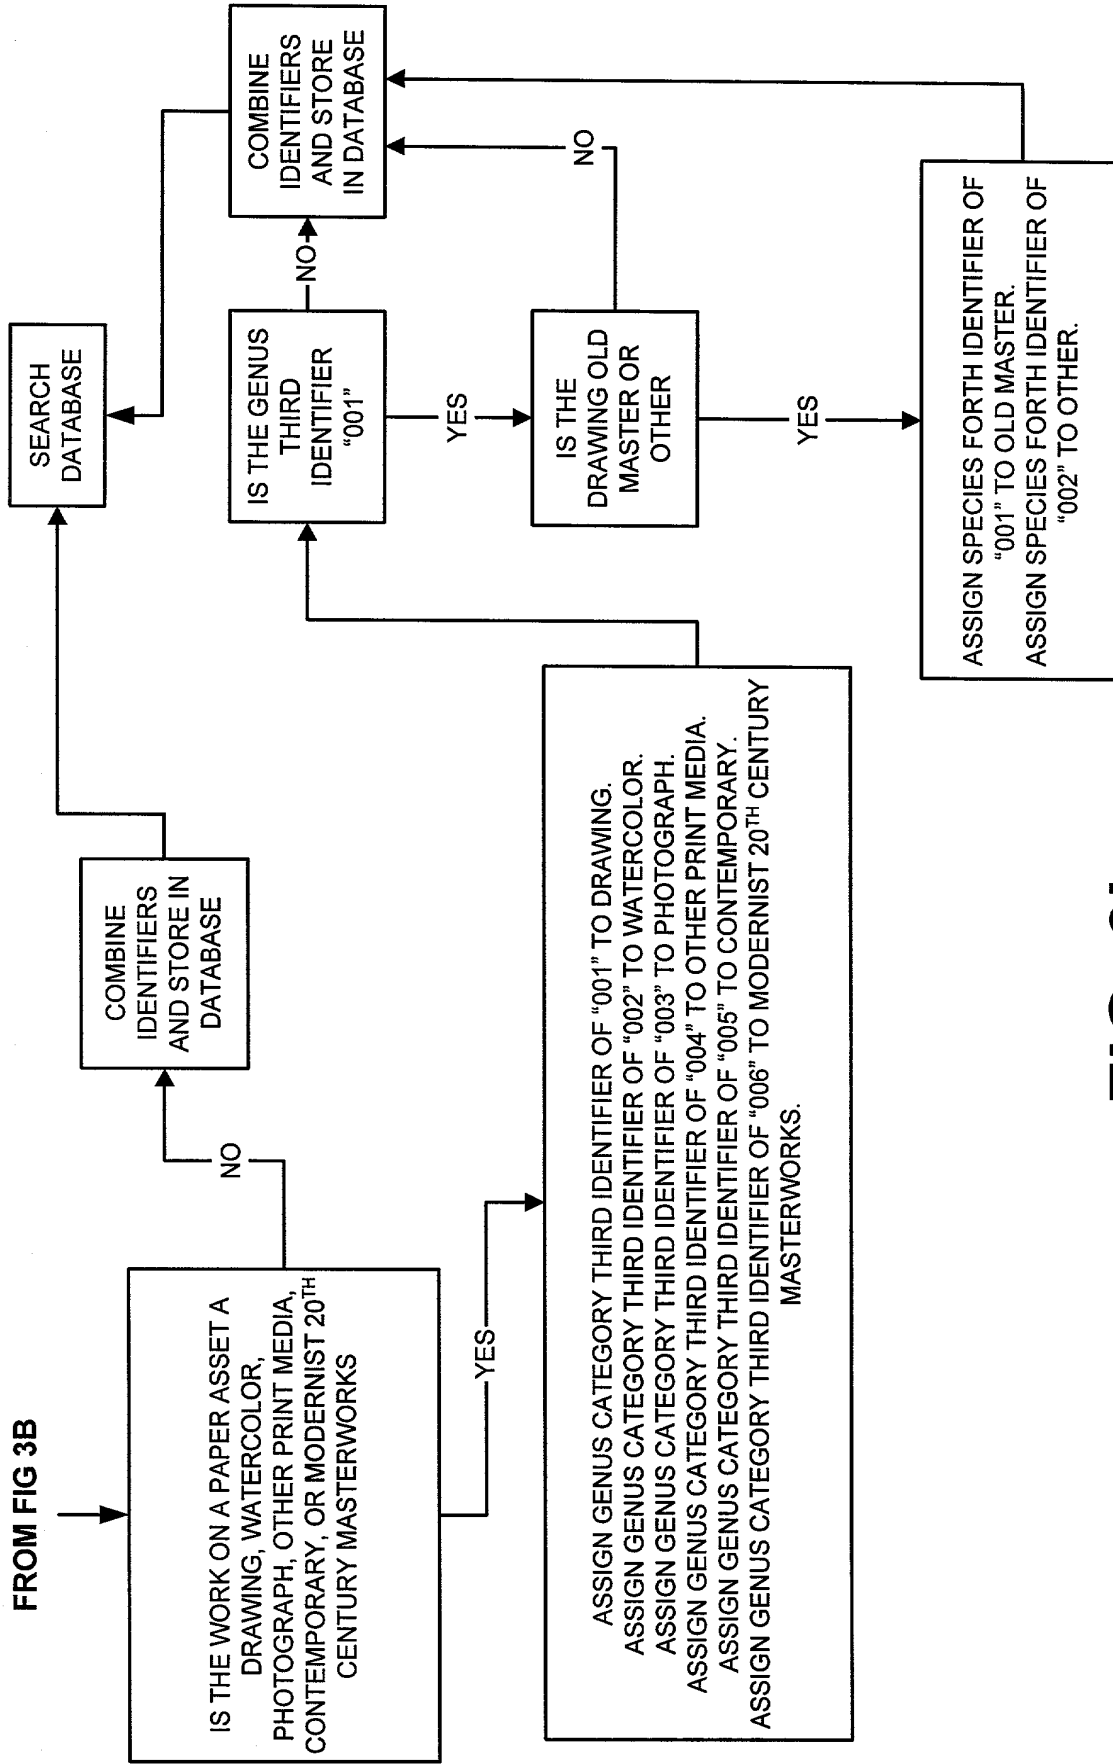 FROM FIG 3B
IS THE WORK ON A PAPER ASSET A
DRAWING, WATERCOLOR,
PHOTOGRAPH, OTHER PRINT MEDIA,
CONTEMPORARY, OR MODERNIST 20TH
CENTURY MASTERWORKS
NO
YES
COMBINE
IDENTIFIERS
AND STORE IN
DATABASE
SEARCH
DATABASE
ASSIGN GENUS CATEGORY THIRD IDENTIFIER OF “001” TO DRAWING.
ASSIGN GENUS CATEGORY THIRD IDENTIFIER OF “002” TO WATERCOLOR.
ASSIGN GENUS CATEGORY THIRD IDENTIFIER OF “003” TO PHOTOGRAPH.
ASSIGN GENUS CATEGORY THIRD IDENTIFIER OF “004” TO OTHER PRINT MEDIA.
ASSIGN GENUS CATEGORY THIRD IDENTIFIER OF “005” TO CONTEMPORARY.
ASSIGN GENUS CATEGORY THIRD IDENTIFIER OF “006” TO MODERNIST 20TH CENTURY
MASTERWORKS.
IS THE GENUS
THIRD
IDENTIFIER
“001”
NO
YES
COMBINE
IDENTIFIERS
AND STORE
IN DATABASE
IS THE
DRAWING OLD
MASTER OR
OTHER
NO
YES
ASSIGN SPECIES FORTH IDENTIFIER OF
“001” TO OLD MASTER.
ASSIGN SPECIES FORTH IDENTIFIER OF
“002” TO OTHER.